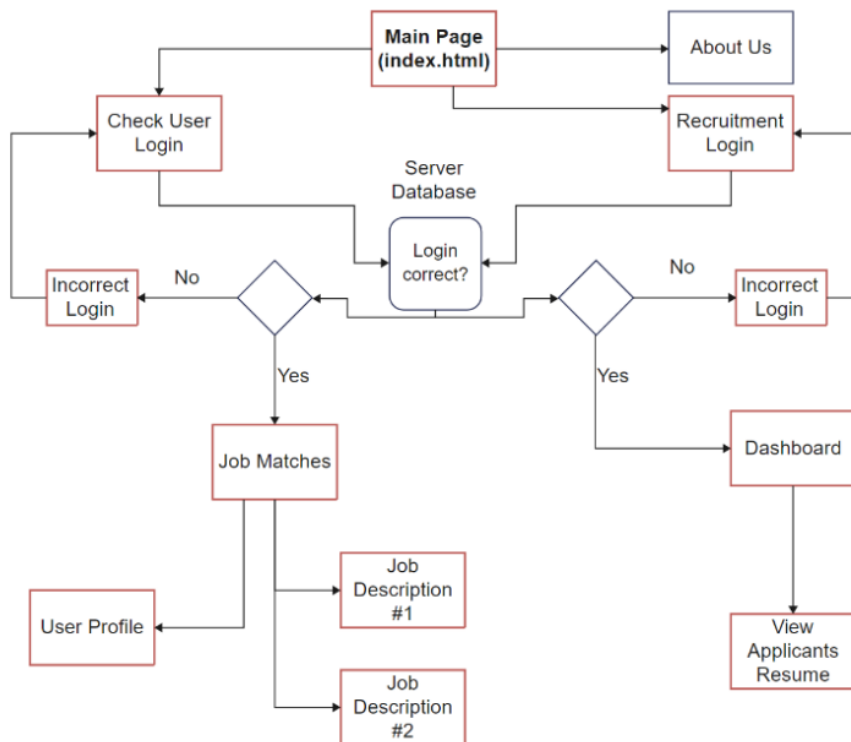 Main Page
(index.html)
About Us
Check User
Login
Recruitment
Login
Server
Database
Login
correct?
Incorrect
Login
No
No
Incorrect
Login
Yes
Yes
Job Matches
Dashboard
Job
Description
#1
User Profile
View
Applicants
Resume
Job
Description
#2